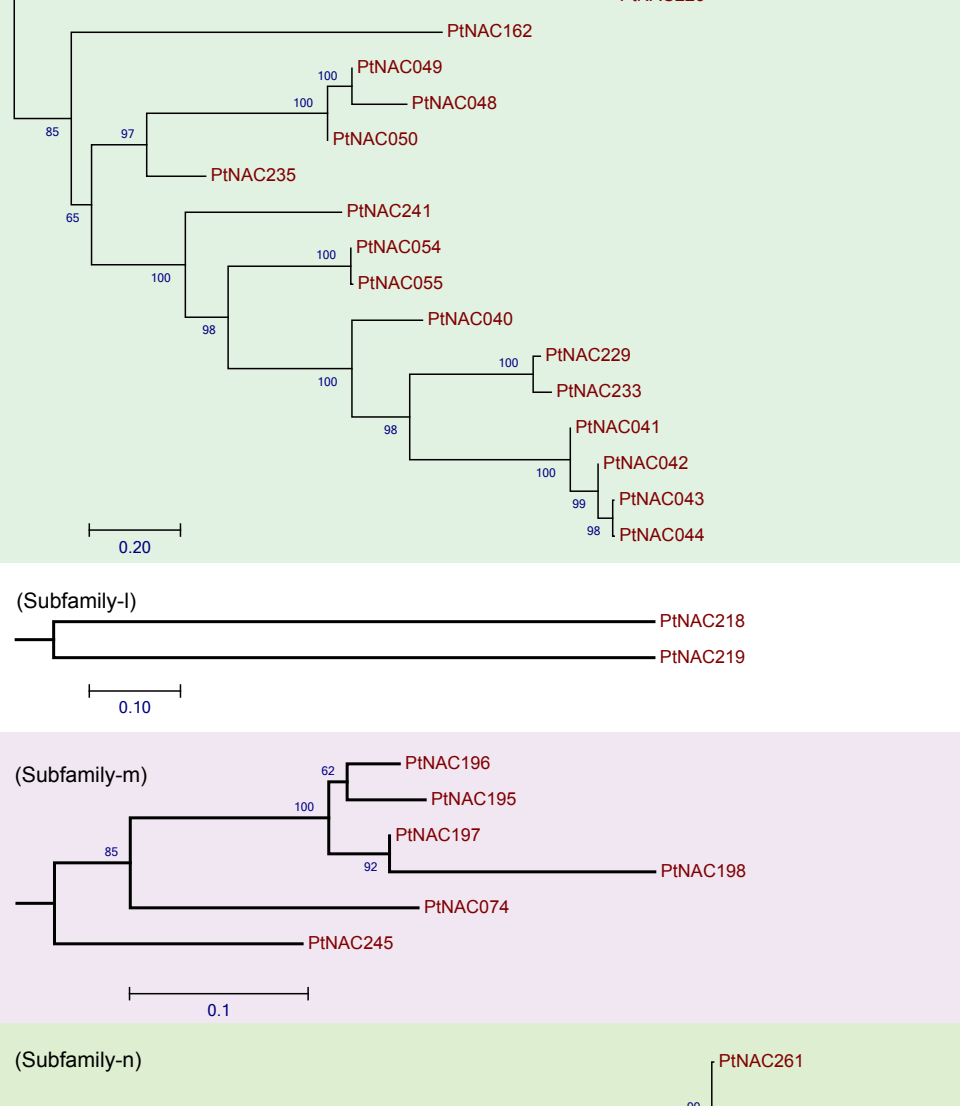 PtNAC162
PtNAC049
100
PtNAC048
100
85
97
PtNAC050
PtNAC235
65
PtNAC241
PtNAC054
100
100
PtNAC055
PtNAC040
98
PtNAC229
100
100
PtNAC233
98
PtNAC041
PtNAC042
100
PtNAC043
99
98
PtNAC044
0.20
(Subfamily-l)
PtNAC218
PtNAC219
0.10
(Subfamily-m)
62
PtNAC196
PtNAC195
100
PtNAC197
85
92
PtNAC198
PtNAC074
PtNAC245
0.1
(Subfamily-n)
PtNAC261